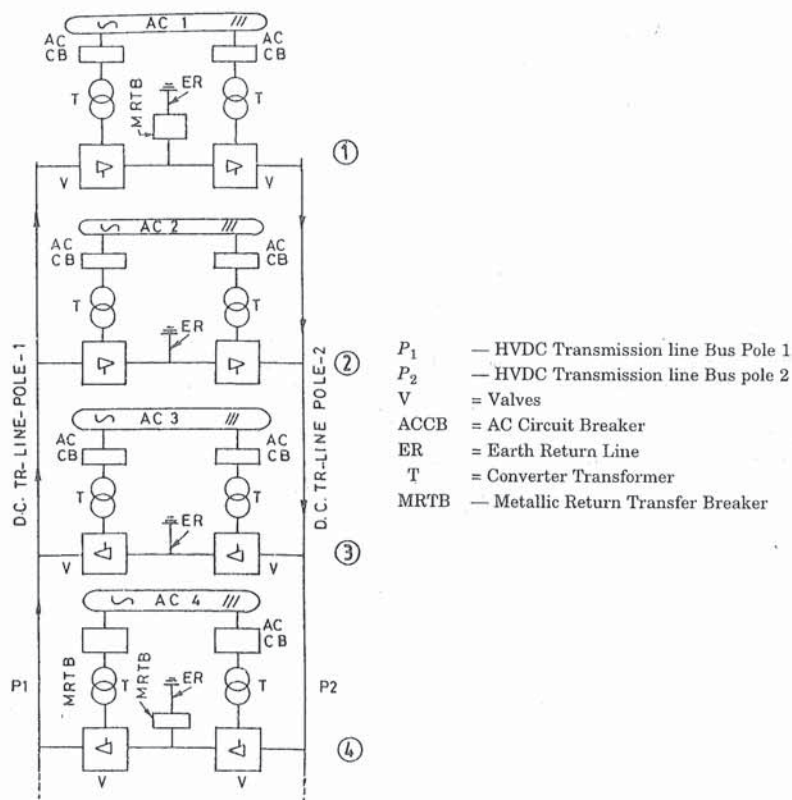 AC 1
AC CB
AC CB
T
MRTB
ER
T
V
V
①
AC 2
AC CB
AC CB
T
ER
T
②
AC 3
AC CB
AC CB
T
ER
T
V
V
③
AC 4
AC CB
MRTB
T
MRTB
ER
T
V
V
④
D.C. TR-LINE-POLE-1
D.C. TR-LINE POLE-2
P1
P2
P₁ — HVDC Transmission line Bus Pole 1
P₂ — HVDC Transmission line Bus pole 2
V = Valves
ACCB = AC Circuit Breaker
ER = Earth Return Line
T = Converter Transformer
MRTB — Metallic Return Transfer Breaker